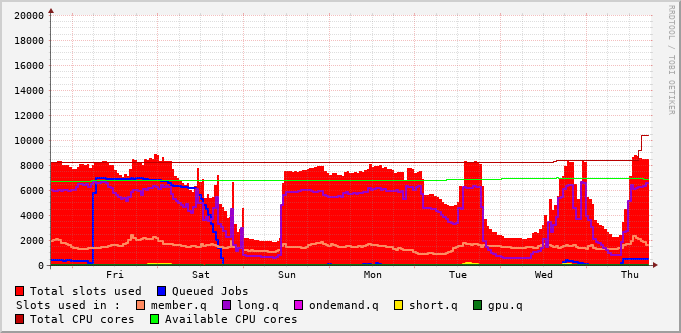 20000
18000
16000
14000
12000
10000
8000
6000
4000
2000
0
Fri Sat Sun Mon Tue Wed Thu
RRDTOOL / TOBI OETIKER
Total slots used Queued Jobs
Slots used in : member.q long.q ondemand.q short.q gpu.q
Total CPU cores Available CPU cores